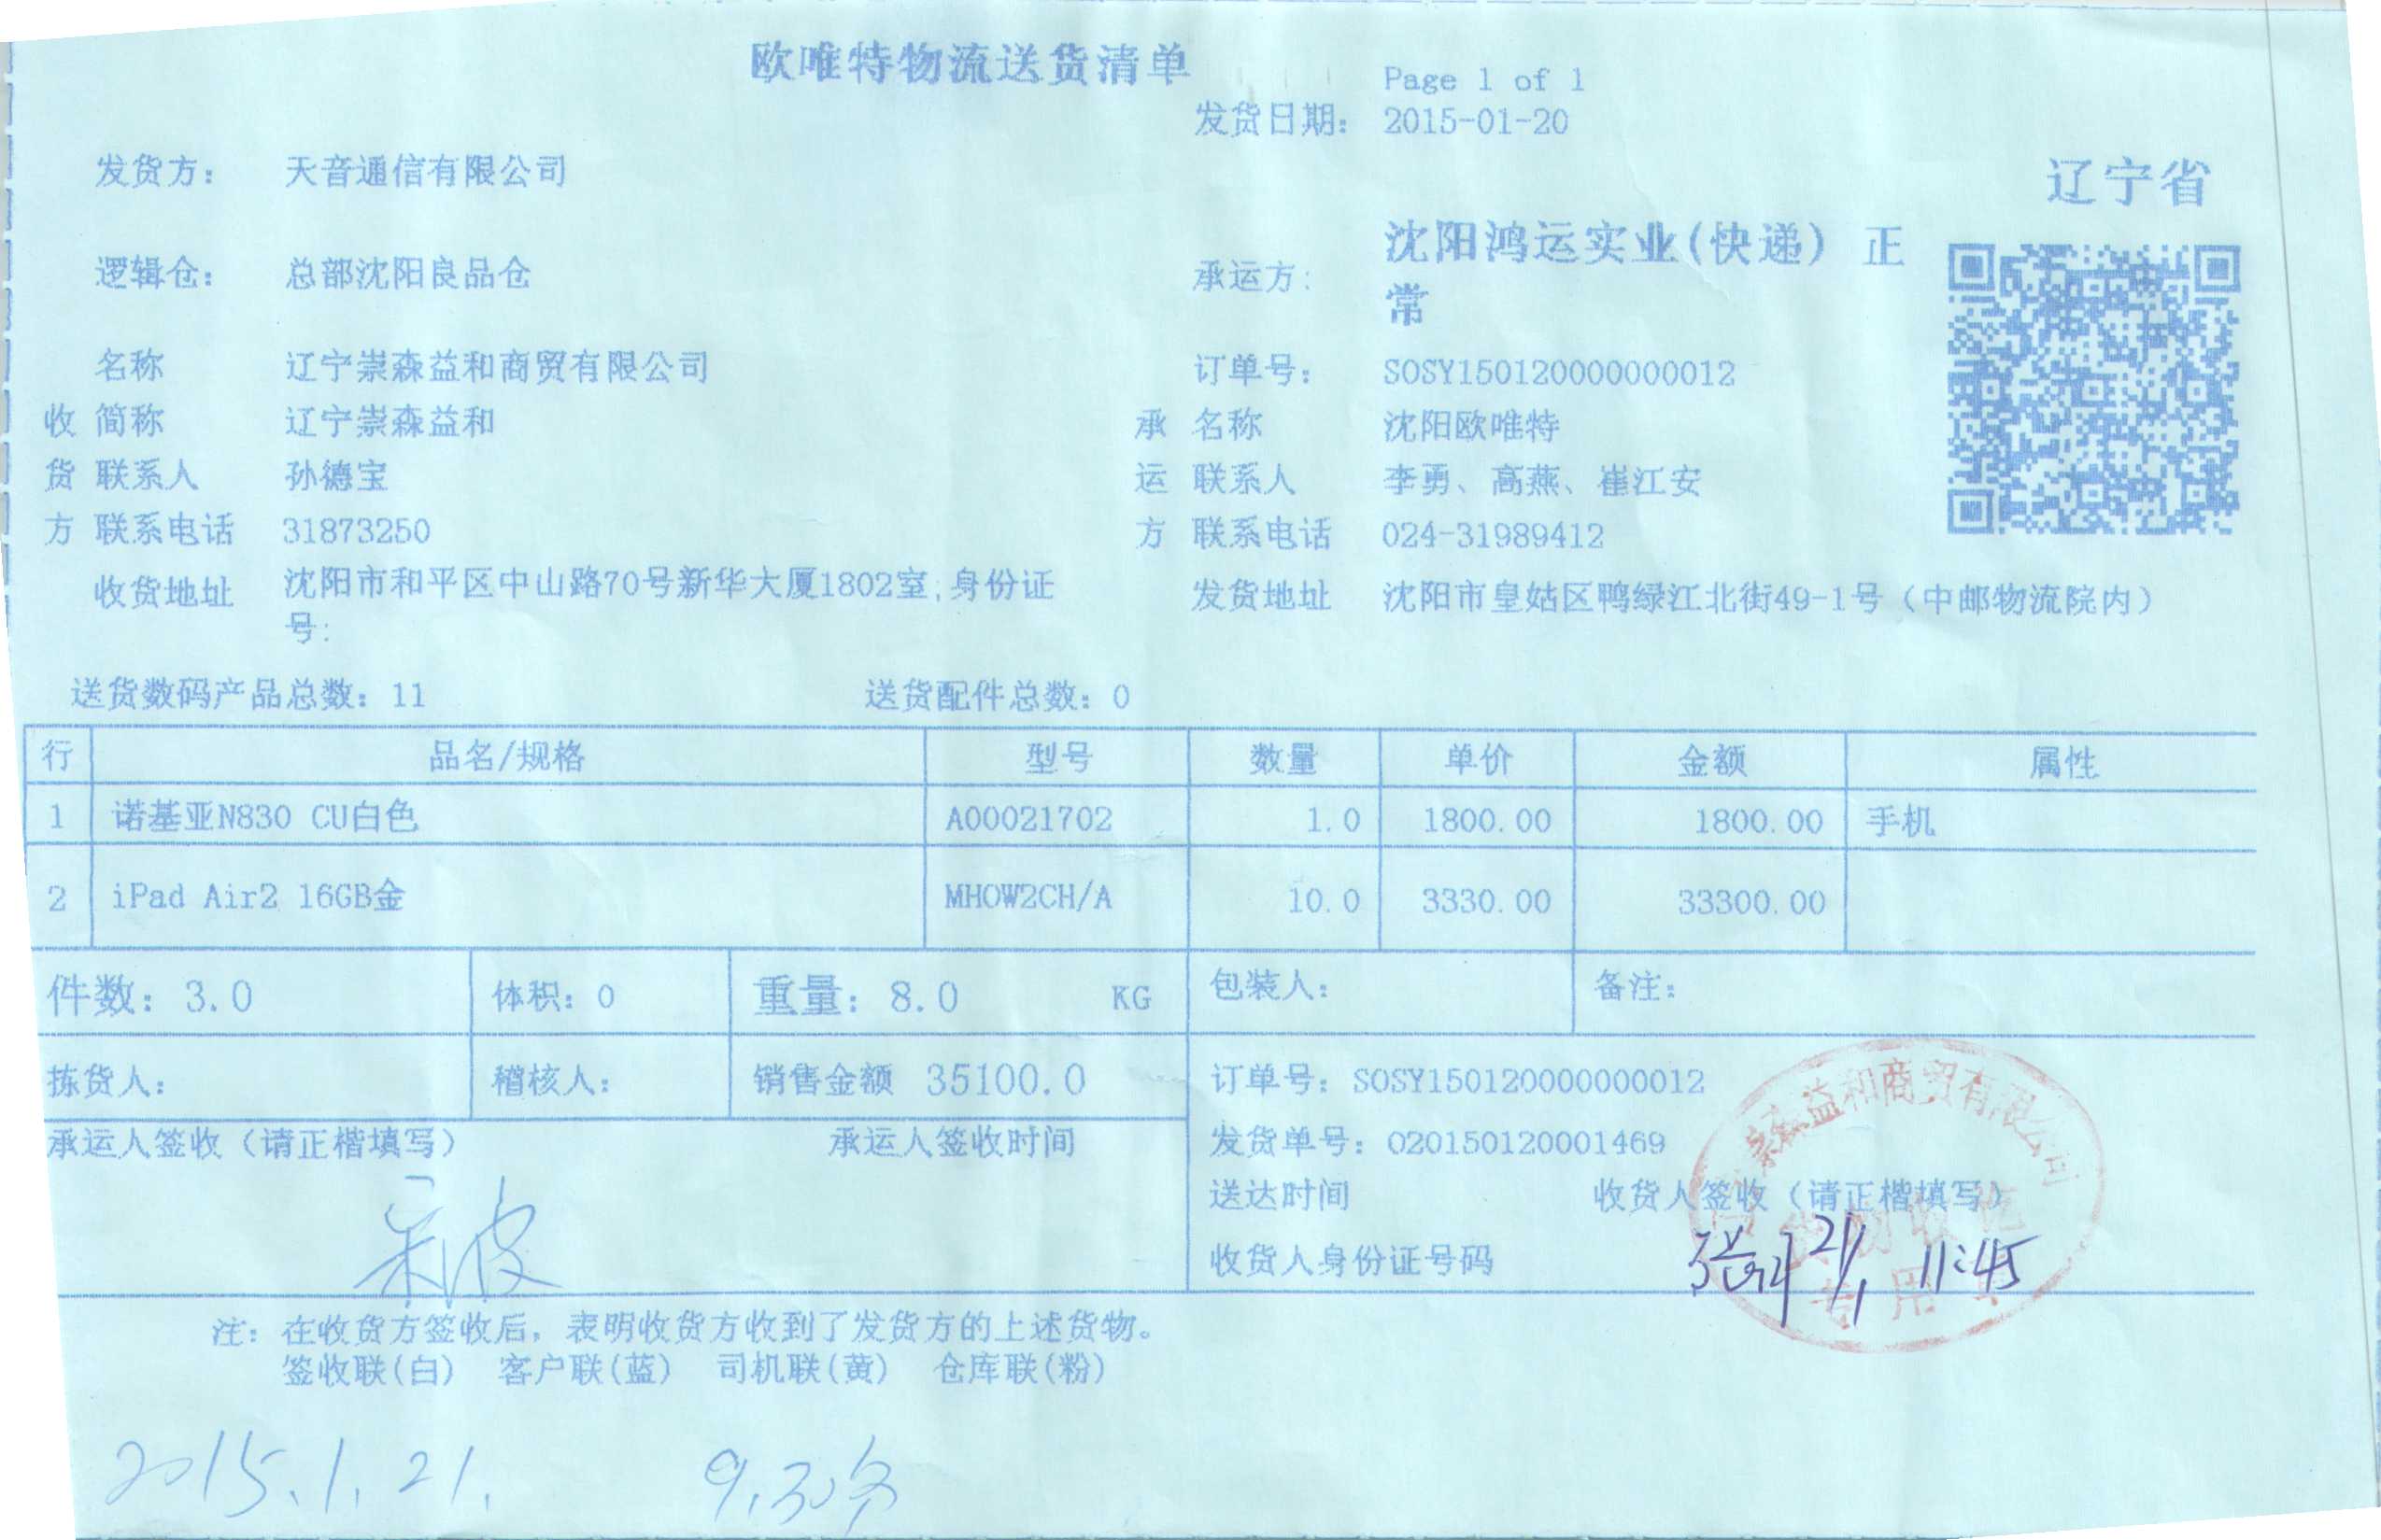 欧唯特物流送货清单
Page 1 of 1
发货日期： 2015-01-20
发货方： 天音通信有限公司
辽宁省
逻辑仓： 总部沈阳良品仓
承运方： 沈阳鸿运实业(快递) 正
常
名称 辽宁崇森益和商贸有限公司 订单号： SOSY150120000000012
收 简称 辽宁崇森益和 承 名称 沈阳欧唯特
货 联系人 孙德宝 运 联系人 李勇、高燕、崔江安
方 联系电话 31873250 方 联系电话 024-31989412
收货地址 沈阳市和平区中山路70号新华大厦1802室;身份证
号：
发货地址 沈阳市皇姑区鸭绿江北街49-1号（中邮物流院内）
送货数码产品总数：11 送货配件总数：0
行 品名/规格 型号 数量 单价 金额 属性
1 诺基亚N830 CU白色 A00021702 1.0 1800.00 1800.00 手机
2 iPad Air2 16GB金 MH0W2CH/A 10.0 3330.00 33300.00
件数：3.0 体积：0 重量：8.0 KG 包装人： 备注：
拣货人： 稽核人： 销售金额 35100.0 订单号：SOSY150120000000012
承运人签收（请正楷填写） 承运人签收时间 发货单号：020150120001469
送达时间 收货人签收（请正楷填写）
收货人身份证号码
21/1 11:45
崇森益和商贸有限公司
专用
注：在收货方签收后，表明收货方收到了发货方的上述货物。
签收联(白) 客户联(蓝) 司机联(黄) 仓库联(粉)
2015.1.21.